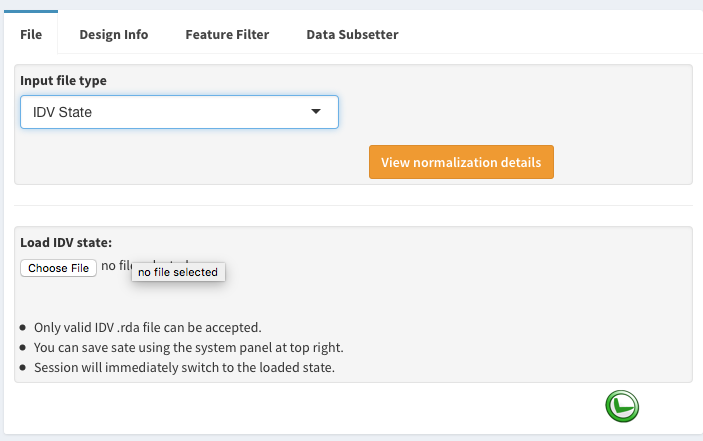 File Design Info Feature Filter Data Subsetter
Input file type
IDV State
View normalization details
Load IDV state:
Choose File no file
no file selected
Only valid IDV .rda file can be accepted.
You can save sate using the system panel at top right.
Session will immediately switch to the loaded state.